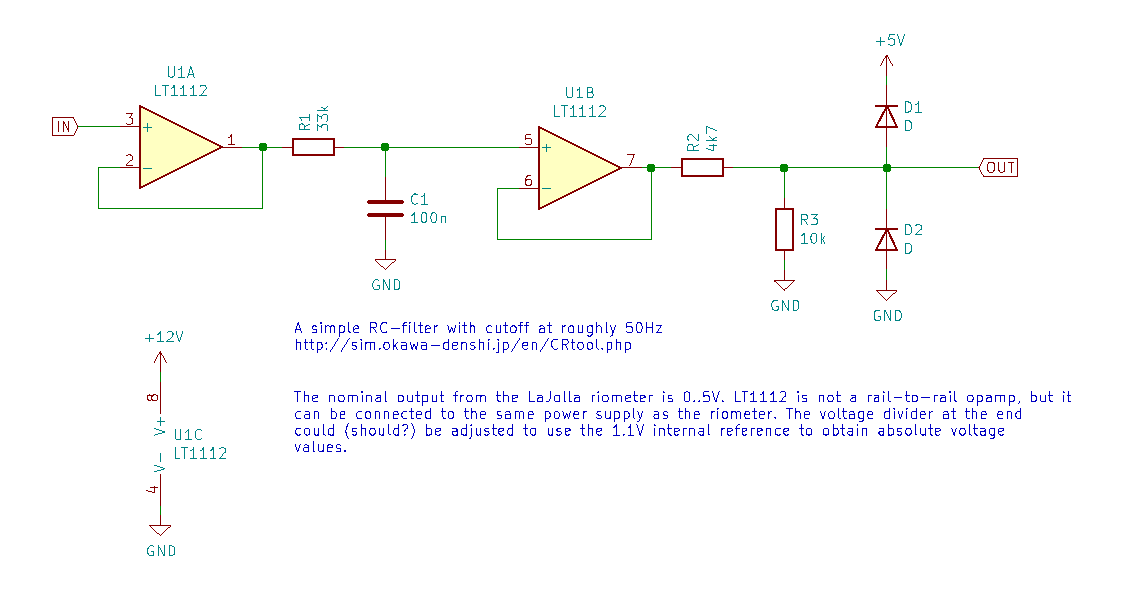 +5V
U1A
LT1112
U1B
LT1112
R1
33k
R2
4k7
D1
D
IN
3
+
2
-
1
5
+
6
-
7
OUT
C1
100n
R3
10k
D2
D
GND
GND
GND
A simple RC-filter with cutoff at roughly 50Hz
http://sim.okawa-denshi.jp/en/CRtool.php
+12V
The nominal output from the LaJolla riometer is 0..5V. LT1112 is not a rail-to-rail opamp, but it
can be connected to the same power supply as the riometer. The voltage divider at the end
could (should?) be adjusted to use the 1.1V internal reference to obtain absolute voltage
values.
8
V+
U1C
LT1112
V-
4
GND